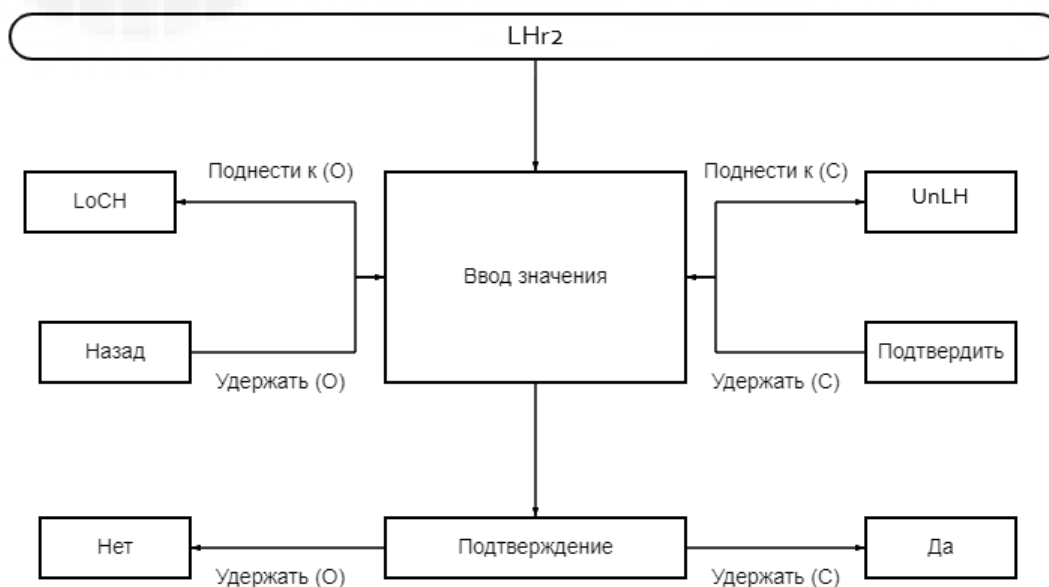 LHr2
Поднести к (O)
Поднести к (C)
LoCH
UnLH
Ввод значения
Назад
Подтвердить
Удержать (O)
Удержать (C)
Нет
Подтверждение
Да
Удержать (O)
Удержать (C)